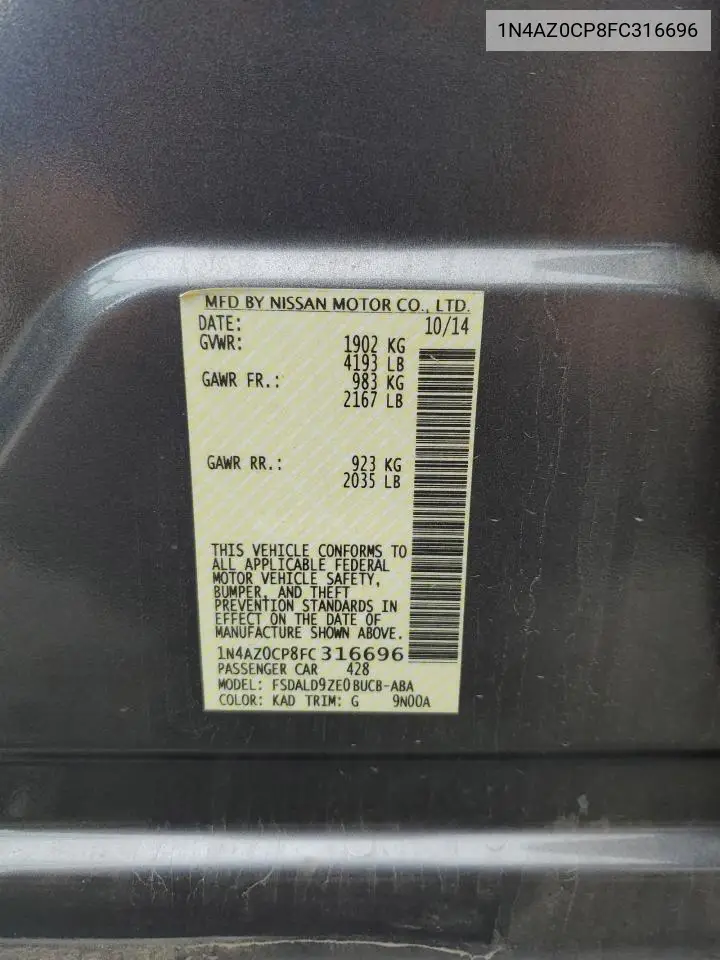 1N4AZ0CP8FC316696
MFD BY NISSAN MOTOR CO., LTD.
DATE: 10/14
GVWR: 1902 KG
4193 LB
GAWR FR.: 983 KG
2167 LB
GAWR RR.: 923 KG
2035 LB
THIS VEHICLE CONFORMS TO
ALL APPLICABLE FEDERAL
MOTOR VEHICLE SAFETY,
BUMPER, AND THEFT
PREVENTION STANDARDS IN
EFFECT ON THE DATE OF
MANUFACTURE SHOWN ABOVE.
1N4AZ0CP8FC 316696
PASSENGER CAR 428
MODEL: FSDALD9ZE0 BUCB-ABA
COLOR: KAD TRIM: G 9N00A